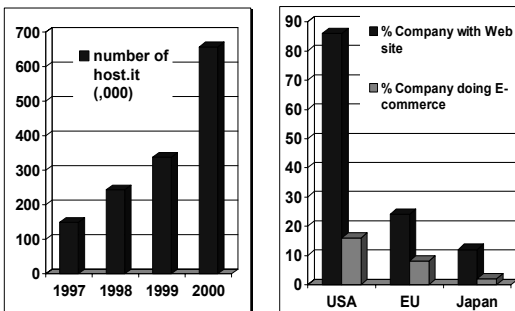 700
600
500
400
300
200
100
0
number of
host.it
(,000)
1997 1998 1999 2000
90
80
70
60
50
40
30
20
10
0
% Company with Web
site
% Company doing E-
commerce
USA EU Japan